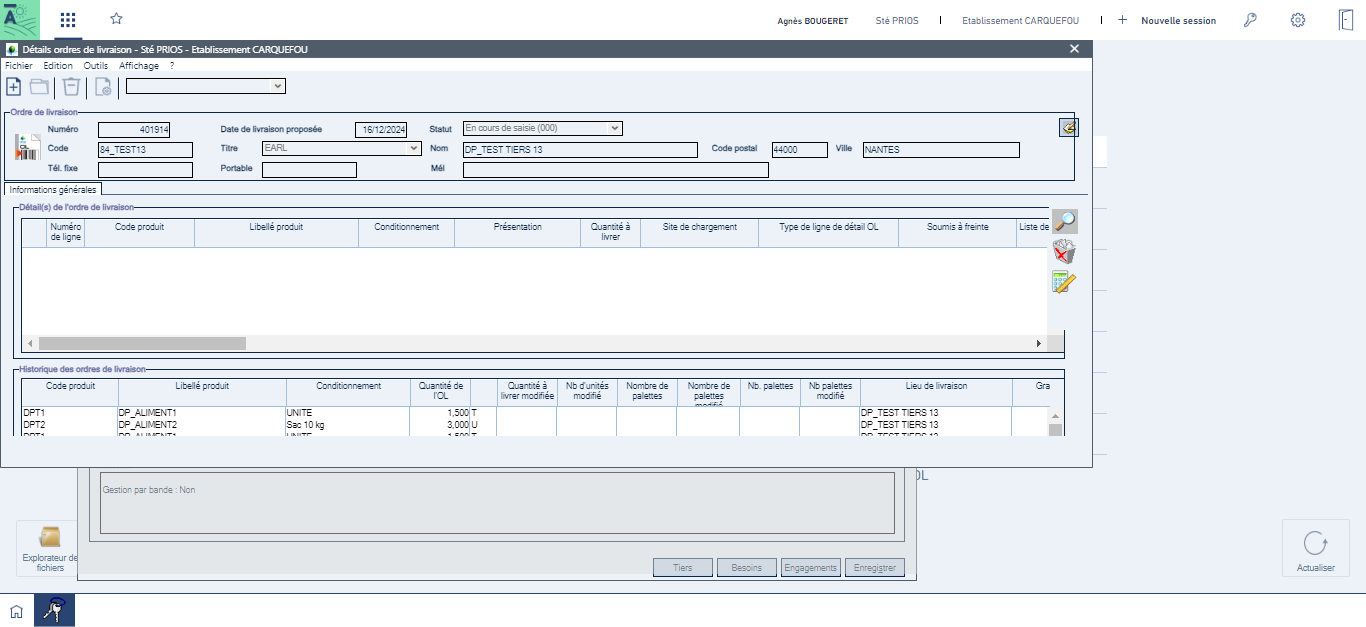 Agnès BOUGERET Sté PRIOS | Etablissement CARQUEFOU | + Nouvelle session
Détails ordres de livraison - Sté PRIOS - Etablissement CARQUEFOU
Fichier Edition Outils Affichage ?
Ordre de livraison
Numéro 401914 Date de livraison proposée 16/12/2024 Statut En cours de saisie (000)
Code 84_TEST13 Titre EARL Nom DP_TEST TIERS 13 Code postal 44000 Ville NANTES
Tél. fixe Portable Mél
Informations générales
Détail(s) de l'ordre de livraison
Numéro de ligne Code produit Libellé produit Conditionnement Présentation Quantité à livrer Site de chargement Type de ligne de détail OL Soumis à freinte Liste de
Historique des ordres de livraison
Code produit Libellé produit Conditionnement Quantité de l'OL Quantité à livrer modifiée Nb d'unités modifié Nombre de palettes Nombre de palettes modifié Nb. palettes Nb palettes modifié Lieu de livraison Gra
DPT1 DP_ALIMENT1 UNITE 1,500 T DP_TEST TIERS 13
DPT2 DP_ALIMENT2 Sac 10 kg 3,000 U DP_TEST TIERS 13
DPT1 DP_ALIMENT1 UNITE 1,500 T DP_TEST TIERS 13
OL
Gestion par bande : Non
Explorateur de
fichiers
Tiers Besoins Engagements Enregistrer
Actualiser